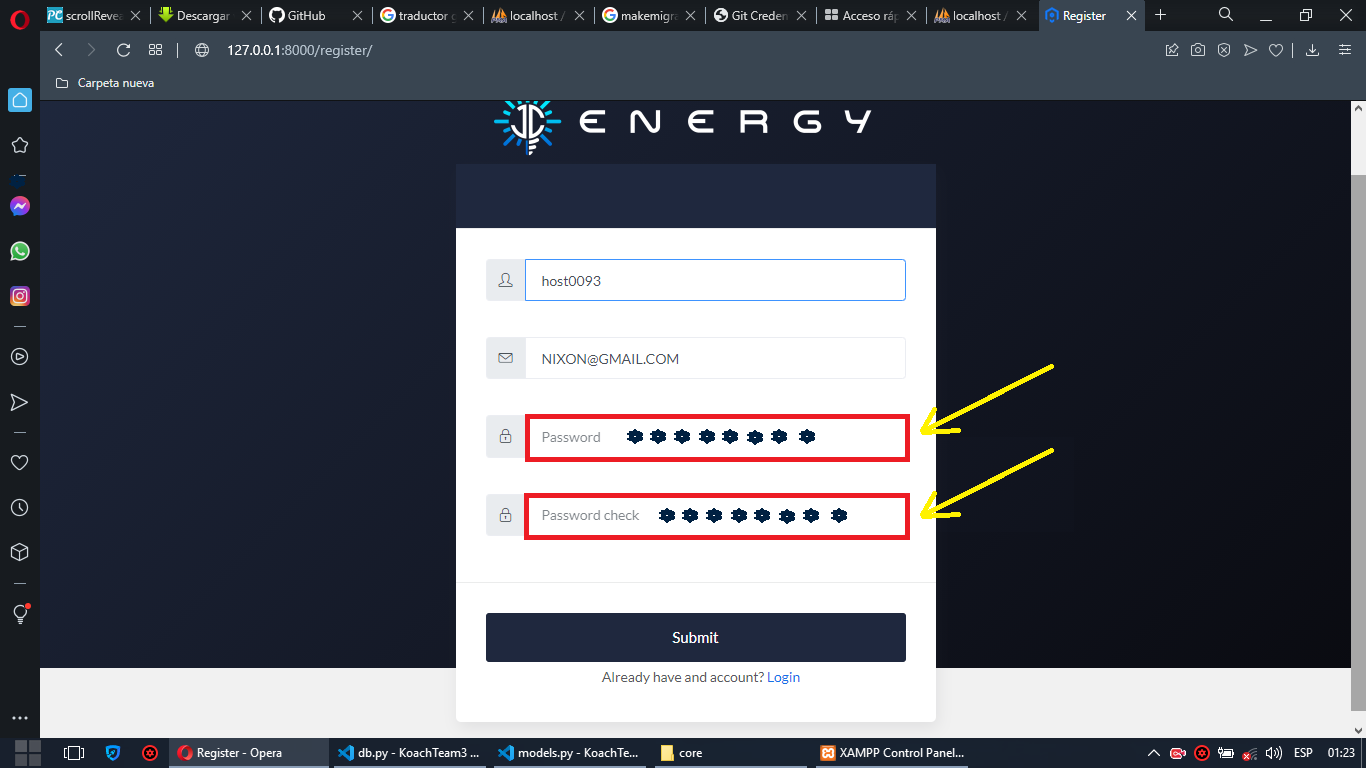 scrollRevea
Descargar
GitHub
traductor g
localhost /
makemigra
Git Creden
Acceso ráp
localhost /
Register
127.0.0.1:8000/register/
Carpeta nueva
JC ENERGY
host0093
NIXON@GMAIL.COM
Password
Password check
Submit
Already have and account? Login
Register - Opera
db.py - KoachTeam3 ...
models.py - KoachTe...
core
XAMPP Control Panel...
ESP
01:23